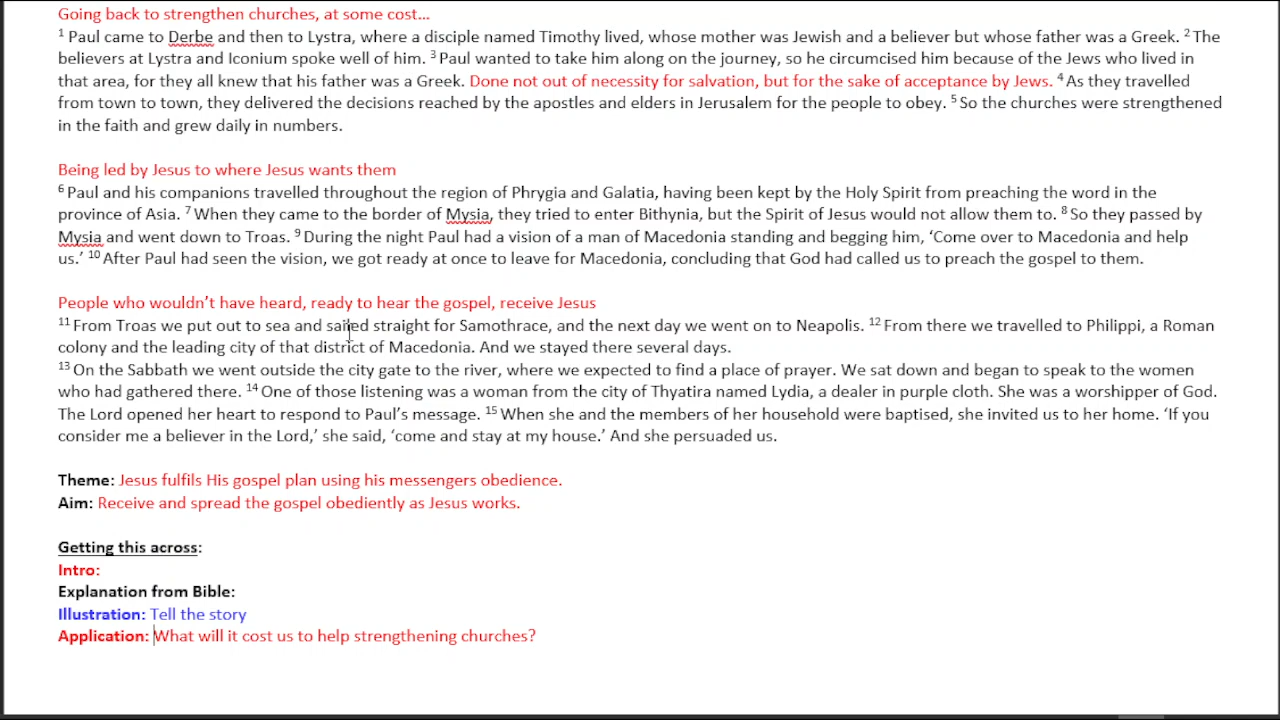 Going back to strengthen churches, at some cost…
1 Paul came to Derbe and then to Lystra, where a disciple named Timothy lived, whose mother was Jewish and a believer but whose father was a Greek. 2 The
believers at Lystra and Iconium spoke well of him. 3 Paul wanted to take him along on the journey, so he circumcised him because of the Jews who lived in
that area, for they all knew that his father was a Greek. Done not out of necessity for salvation, but for the sake of acceptance by Jews. 4 As they travelled
from town to town, they delivered the decisions reached by the apostles and elders in Jerusalem for the people to obey. 5 So the churches were strengthened
in the faith and grew daily in numbers.
Being led by Jesus to where Jesus wants them
6 Paul and his companions travelled throughout the region of Phrygia and Galatia, having been kept by the Holy Spirit from preaching the word in the
province of Asia. 7 When they came to the border of Mysia, they tried to enter Bithynia, but the Spirit of Jesus would not allow them to. 8 So they passed by
Mysia and went down to Troas. 9 During the night Paul had a vision of a man of Macedonia standing and begging him, ‘Come over to Macedonia and help
us.’ 10 After Paul had seen the vision, we got ready at once to leave for Macedonia, concluding that God had called us to preach the gospel to them.
People who wouldn’t have heard, ready to hear the gospel, receive Jesus
11 From Troas we put out to sea and sailed straight for Samothrace, and the next day we went on to Neapolis. 12 From there we travelled to Philippi, a Roman
colony and the leading city of that district of Macedonia. And we stayed there several days.
13 On the Sabbath we went outside the city gate to the river, where we expected to find a place of prayer. We sat down and began to speak to the women
who had gathered there. 14 One of those listening was a woman from the city of Thyatira named Lydia, a dealer in purple cloth. She was a worshipper of God.
The Lord opened her heart to respond to Paul’s message. 15 When she and the members of her household were baptised, she invited us to her home. ‘If you
consider me a believer in the Lord,’ she said, ‘come and stay at my house.’ And she persuaded us.
Theme: Jesus fulfils His gospel plan using his messengers obedience.
Aim: Receive and spread the gospel obediently as Jesus works.
Getting this across:
Intro:
Explanation from Bible:
Illustration: Tell the story
Application: What will it cost us to help strengthening churches?